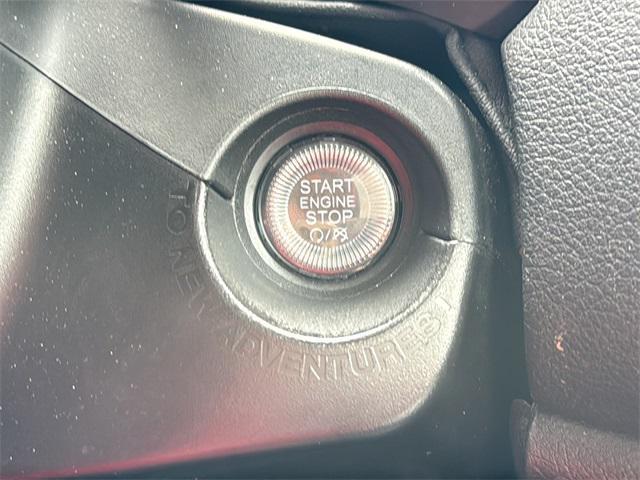 START
ENGINE
STOP
TO NEW ADVENTURES !